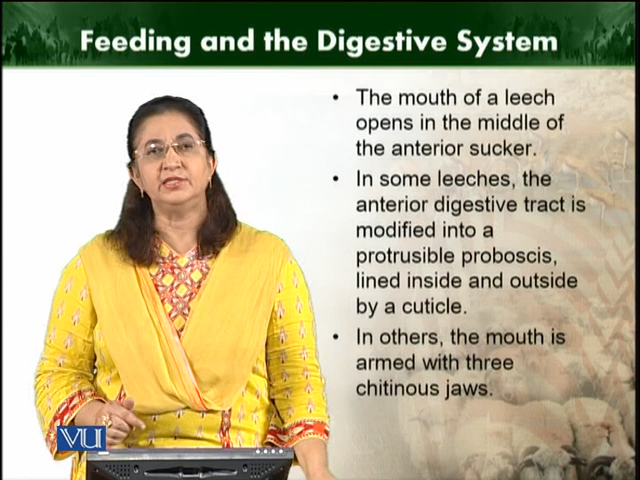 Feeding and the Digestive System
• The mouth of a leech
opens in the middle of
the anterior sucker.
• In some leeches, the
anterior digestive tract is
modified into a
protrusible proboscis,
lined inside and outside
by a cuticle.
• In others, the mouth is
armed with three
chitinous jaws.
VU